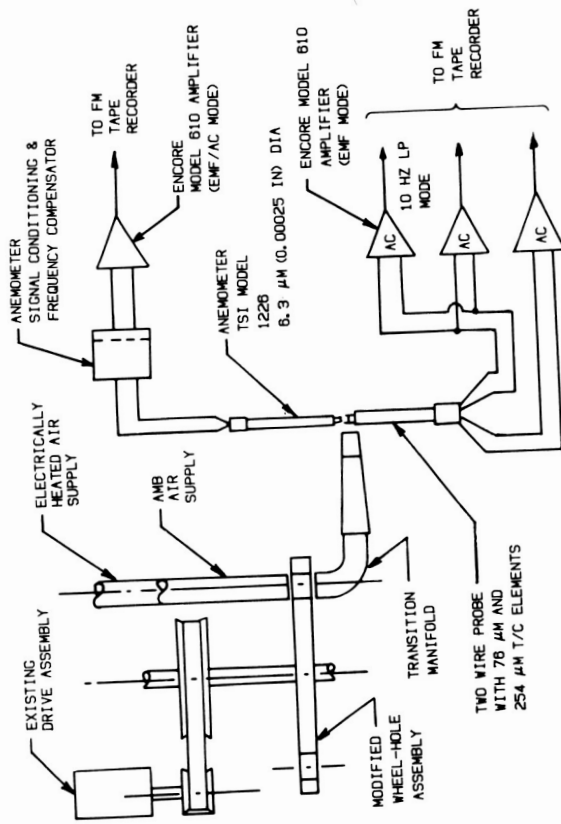 EXISTING
DRIVE ASSEMBLY
ELECTRICALLY
HEATED AIR
SUPPLY
AMB
AIR
SUPPLY
ANEMOMETER
SIGNAL CONDITIONING &
FREQUENCY COMPENSATOR
TO FM
TAPE
RECORDER
ENCORE
MODEL 610 AMPLIFIER
(EMF/AC MODE)
ANEMOMETER
TSI MODEL
1226
6.3 µM (0.00025 IN) DIA
ENCORE MODEL 610
AMPLIFIER
(EMF MODE)
AC
10 HZ LP
MODE
AC
AC
TO FM
TAPE
RECORDER
MODIFIED
WHEEL-HOLE
ASSEMBLY
TRANSITION
MANIFOLD
TWO WIRE PROBE
WITH 76 µM AND
254 µM T/C ELEMENTS